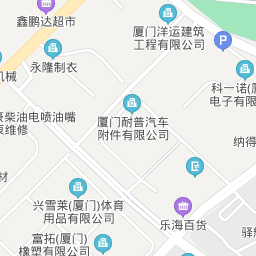 鑫鹏达超市
厦门洋运建筑
工程有限公司
永隆制衣
机械
科一诺(厦
电子有限
厦门耐普汽车
附件有限公司
柴油电喷油嘴
泵维修
纳得
材
兴雪莱(厦门)体育
用品有限公司
乐海百货
驿
富拓(厦门)
橡塑有限公司